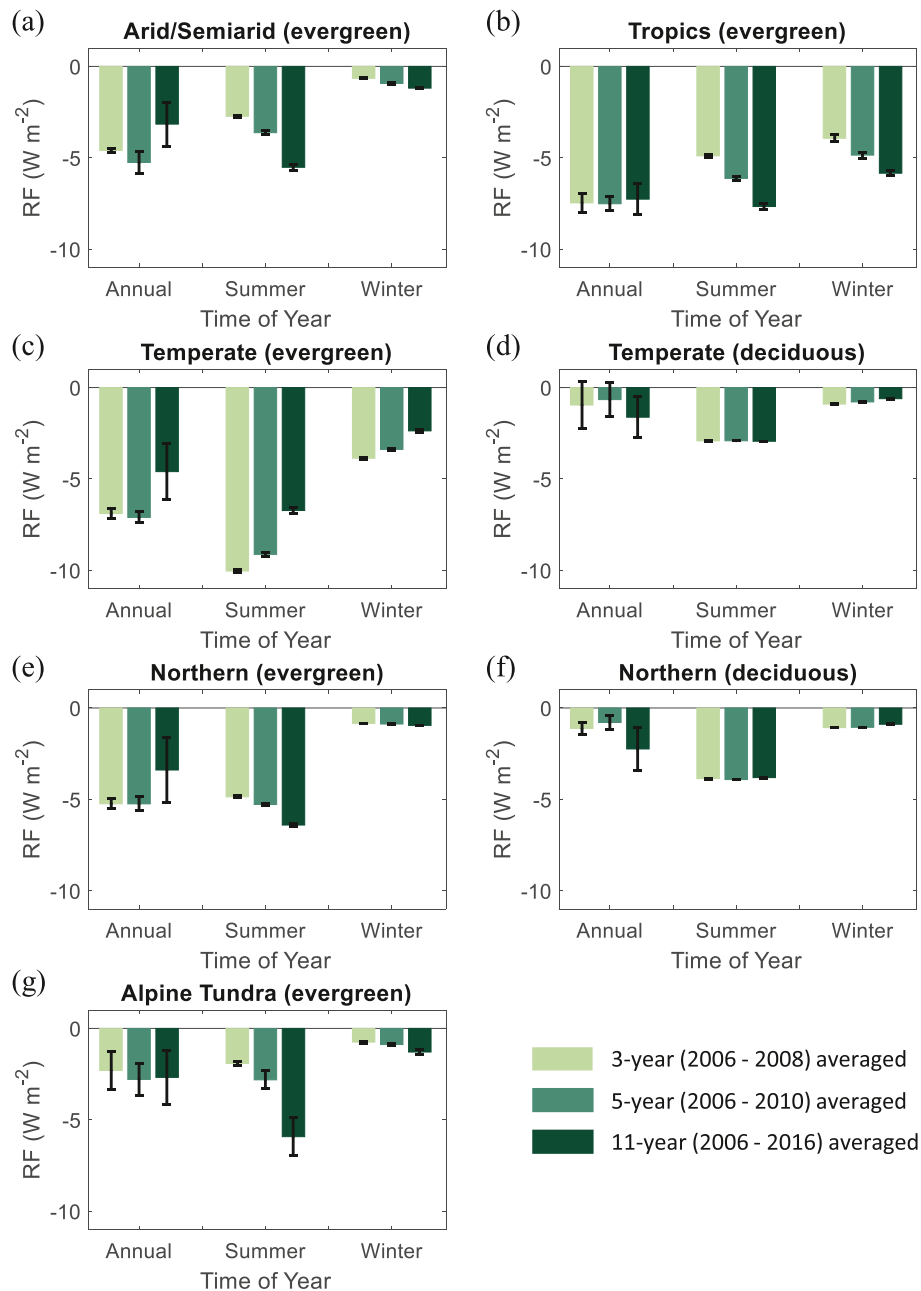 (a)
Arid/Semiarid (evergreen)
0
-5
-10
RF (W m-2)
Annual Summer Winter
Time of Year
(b)
Tropics (evergreen)
0
-5
-10
RF (W m-2)
Annual Summer Winter
Time of Year
(c)
Temperate (evergreen)
0
-5
-10
RF (W m-2)
Annual Summer Winter
Time of Year
(d)
Temperate (deciduous)
0
-5
-10
RF (W m-2)
Annual Summer Winter
Time of Year
(e)
Northern (evergreen)
0
-5
-10
RF (W m-2)
Annual Summer Winter
Time of Year
(f)
Northern (deciduous)
0
-5
-10
RF (W m-2)
Annual Summer Winter
Time of Year
(g)
Alpine Tundra (evergreen)
0
-5
-10
RF (W m-2)
Annual Summer Winter
Time of Year
3-year (2006 - 2008) averaged
5-year (2006 - 2010) averaged
11-year (2006 - 2016) averaged